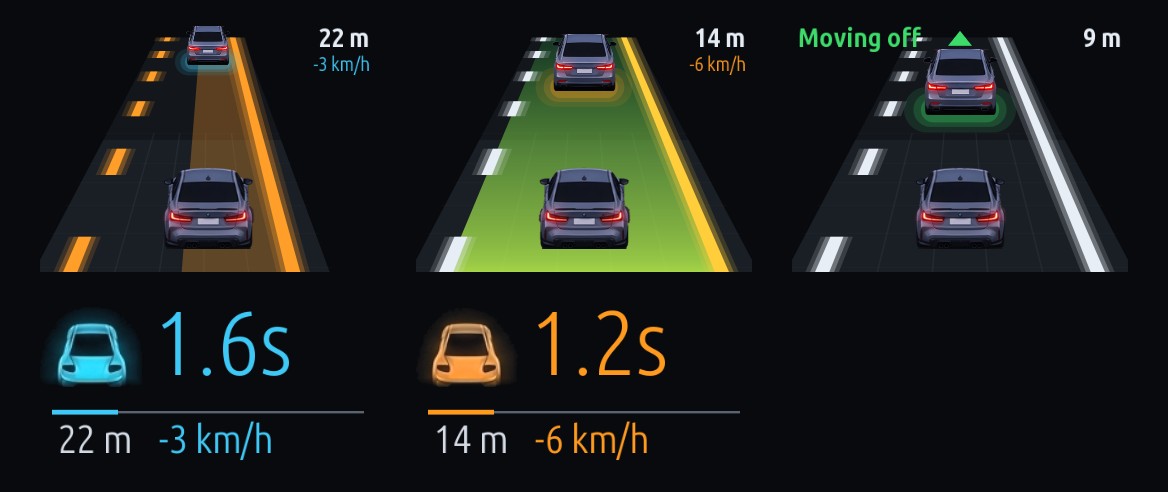 22 m
-3 km/h
14 m
-6 km/h
Moving off
9 m
1.6s
22 m -3 km/h
1.2s
14 m -6 km/h